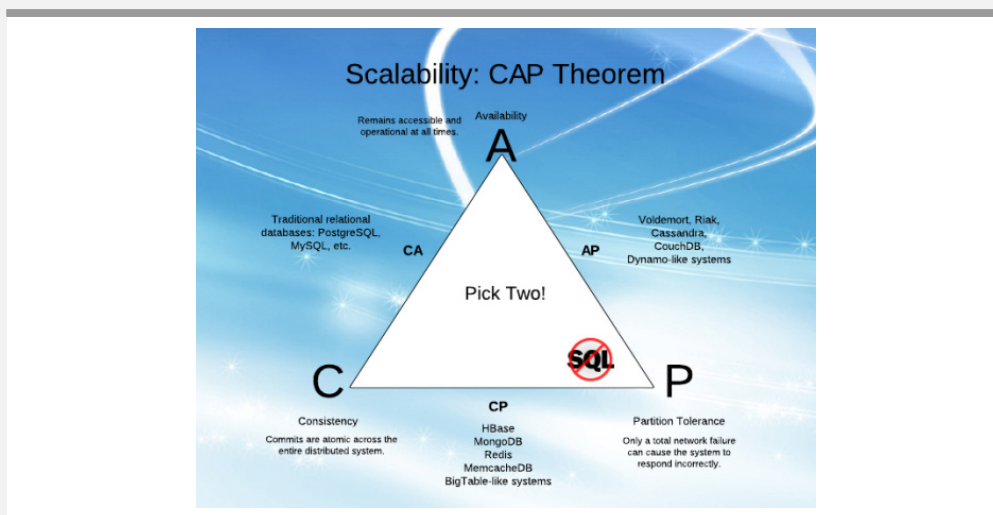 Scalability: CAP Theorem
Availability
Remains accessible and
operational at all times.
A
Traditional relational
databases: PostgreSQL,
MySQL, etc.
CA
AP
Voldemort, Riak,
Cassandra,
CouchDB,
Dynamo-like systems
Pick Two!
SQL
C
P
Consistency
Commits are atomic across the
entire distributed system.
CP
HBase
MongoDB
Redis
MemcacheDB
BigTable-like systems
Partition Tolerance
Only a total network failure
can cause the system to
respond incorrectly.